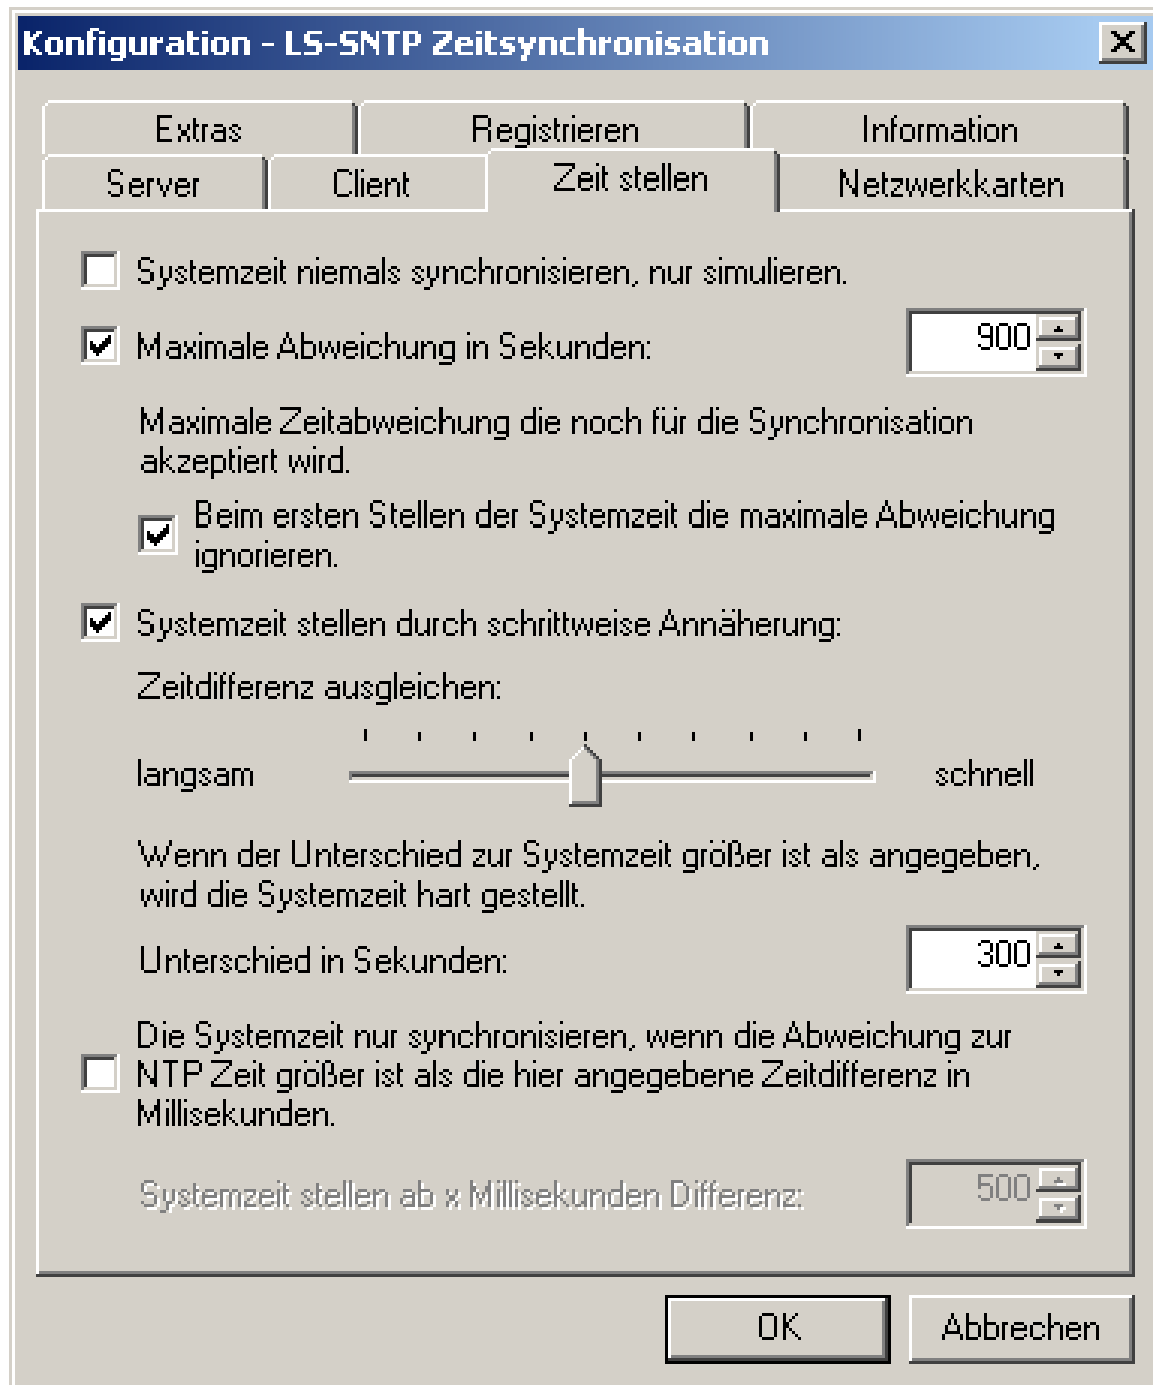 Konfiguration - LS-SNTP Zeitsynchronisation
Extras
Registrieren
Information
Server
Client
Zeit stellen
Netzwerkkarten
Systemzeit niemals synchronisieren, nur simulieren.
Maximale Abweichung in Sekunden:
900
Maximale Zeitabweichung die noch für die Synchronisation
akzeptiert wird.
Beim ersten Stellen der Systemzeit die maximale Abweichung
ignorieren.
Systemzeit stellen durch schrittweise Annäherung:
Zeitdifferenz ausgleichen:
langsam
schnell
Wenn der Unterschied zur Systemzeit größer ist als angegeben,
wird die Systemzeit hart gestellt.
Unterschied in Sekunden:
300
Die Systemzeit nur synchronisieren, wenn die Abweichung zur
NTP Zeit größer ist als die hier angegebene Zeitdifferenz in
Millisekunden.
Systemzeit stellen ab x Millisekunden Differenz:
500
OK
Abbrechen